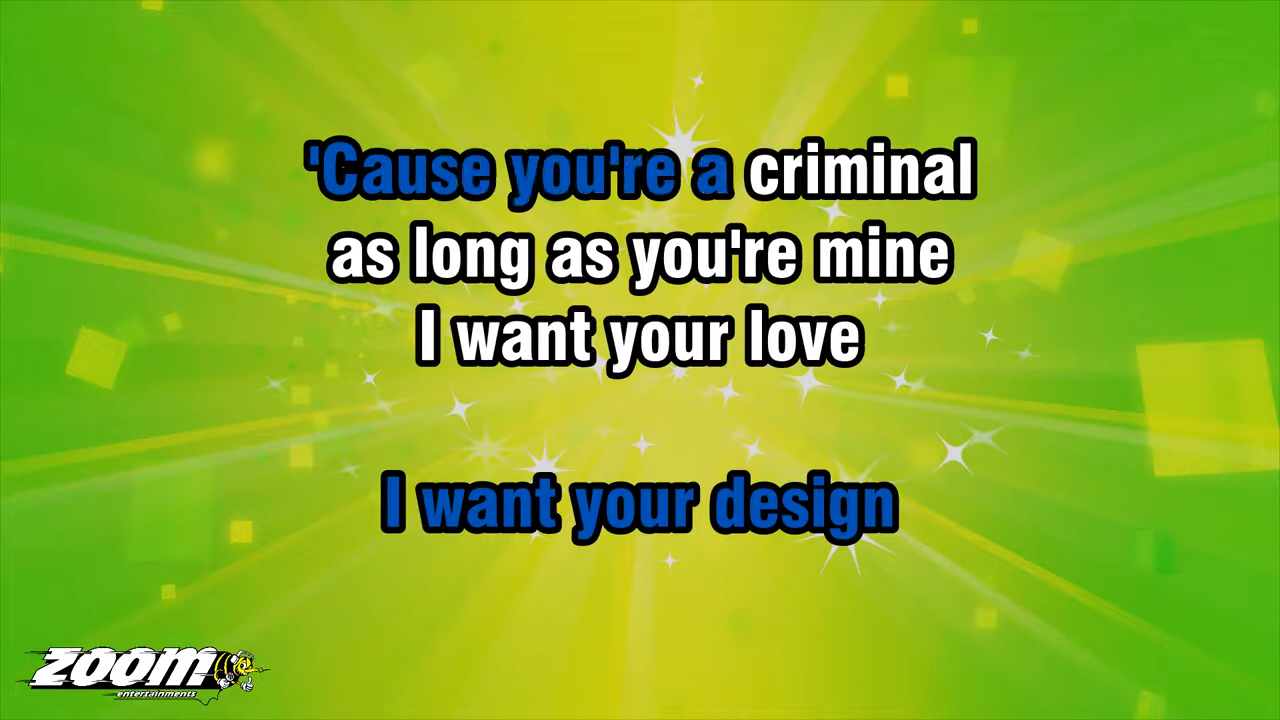 'Cause you're a criminal
as long as you're mine
I want your love
I want your design
zoom
entertainments